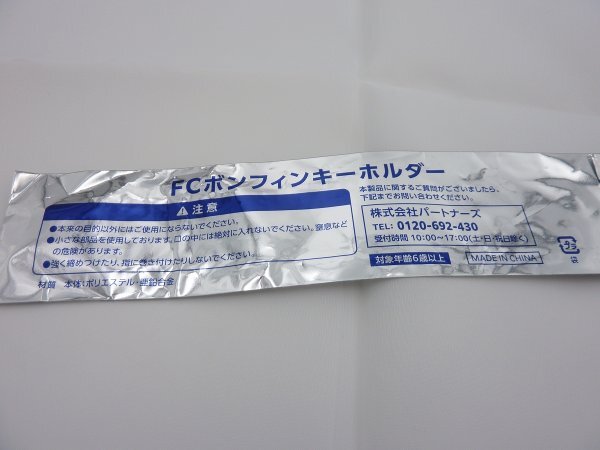 FCボンフィンキーホルダー
注意
●本来の目的以外にはご使用にならないでください。
●小さな部品を使用しております。口の中には絶対に入れないでください。窒息など
の危険があります。
●強く締めつけたり、指に巻き付けたりしないでください。
材質 本体:ポリエステル・亜鉛合金
本製品に関するご質問がございましたら、
下記までお問い合わせください。
株式会社パートナーズ
TEL: 0120-692-430
受付時間 10:00~17:00(土・日・祝日除く)
対象年齢6歳以上
MADE IN CHINA
プラ
袋